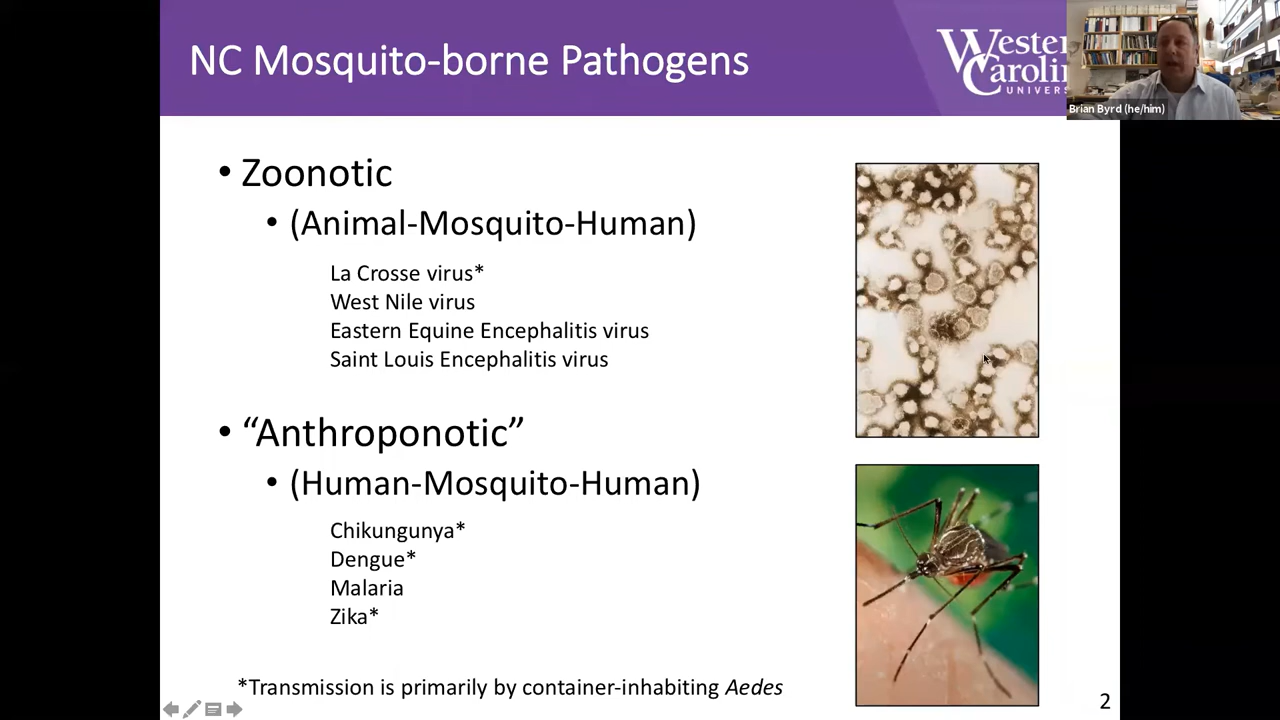 NC Mosquito-borne Pathogens
Western
Carolin
UNIVERS
Brian Byrd (he/him)
• Zoonotic
• (Animal-Mosquito-Human)
La Crosse virus*
West Nile virus
Eastern Equine Encephalitis virus
Saint Louis Encephalitis virus
• “Anthroponotic”
• (Human-Mosquito-Human)
Chikungunya*
Dengue*
Malaria
Zika*
*Transmission is primarily by container-inhabiting Aedes
2